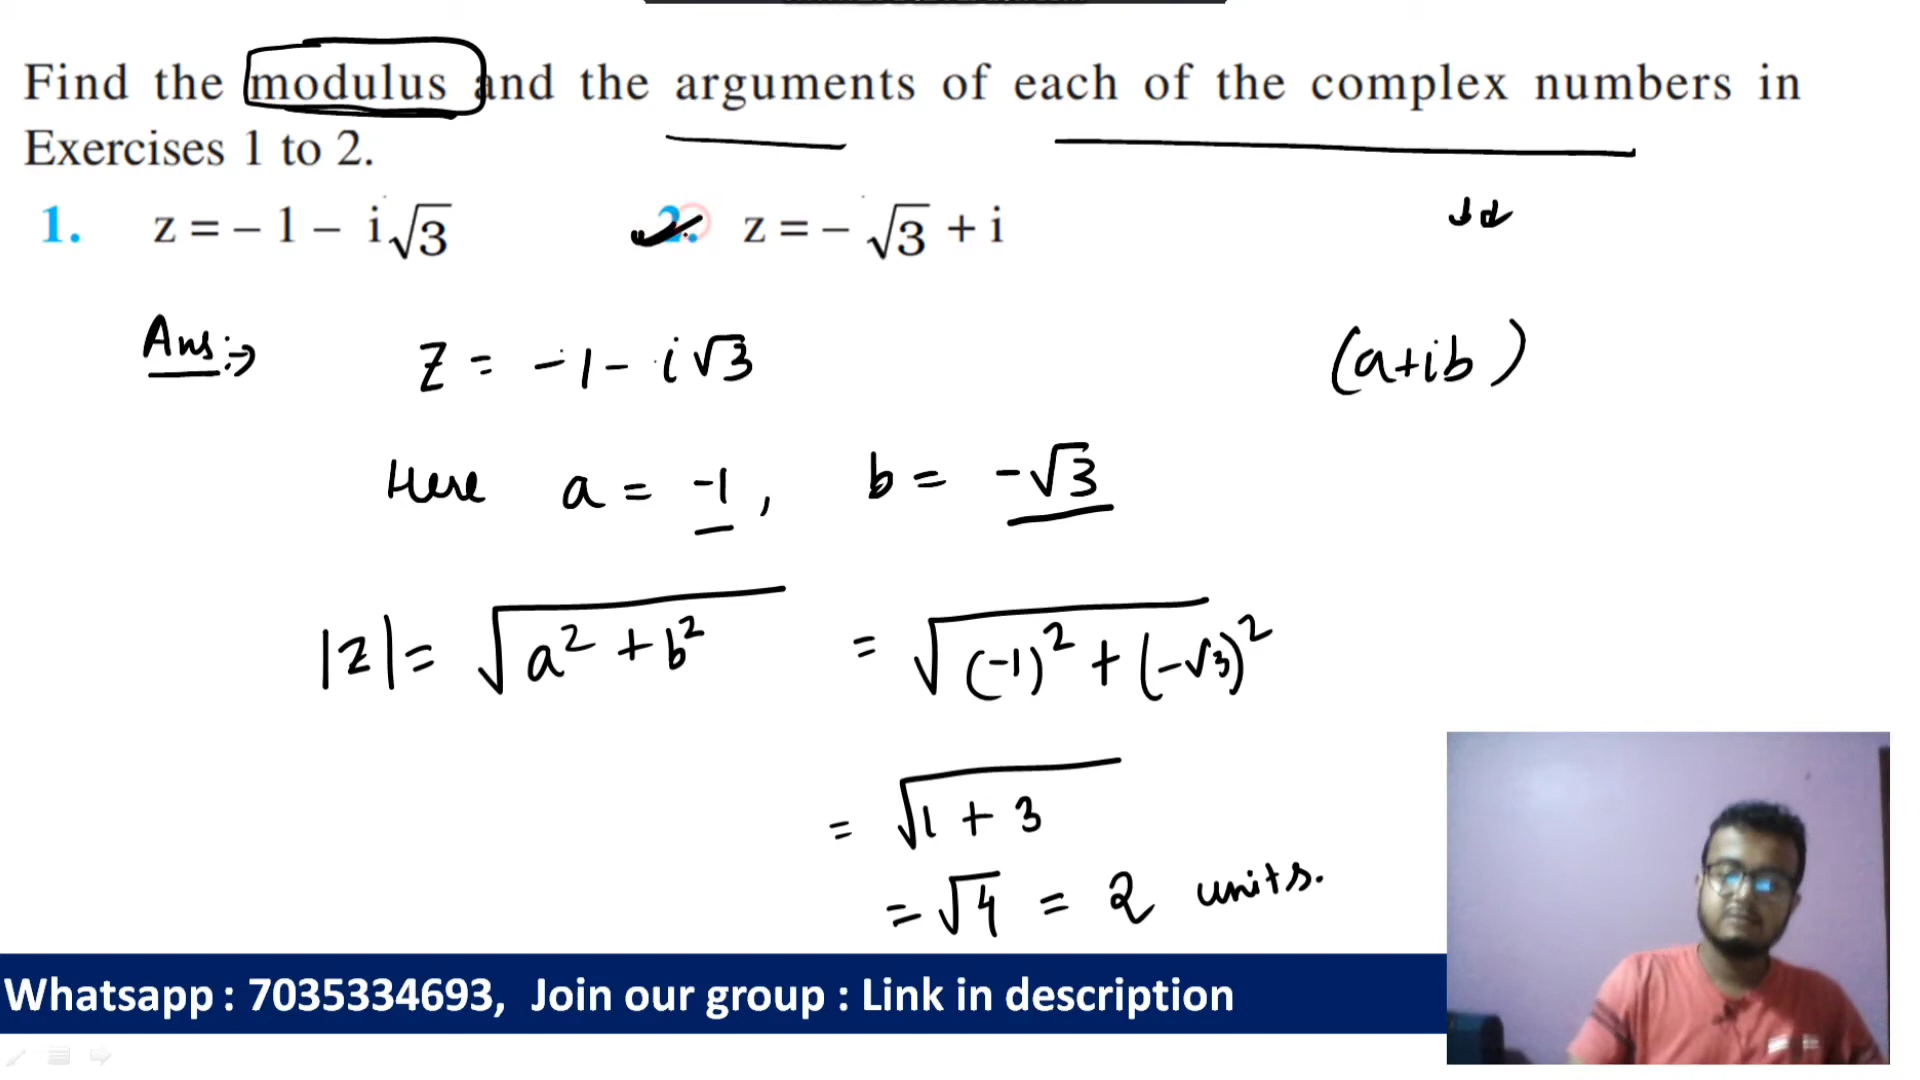 Find the modulus and the arguments of each of the complex numbers in
Exercises 1 to 2.
1. z = – 1 – i√3 2. z = – √3 + i
Ans:→ z = -1 - i√3 (a+ib)
Here a = -1, b = -√3
|z| = √(a² + b²) = √((-1)² + (-√3)²)
= √(1 + 3)
= √4 = 2 units.
Whatsapp : 7035334693, Join our group : Link in description